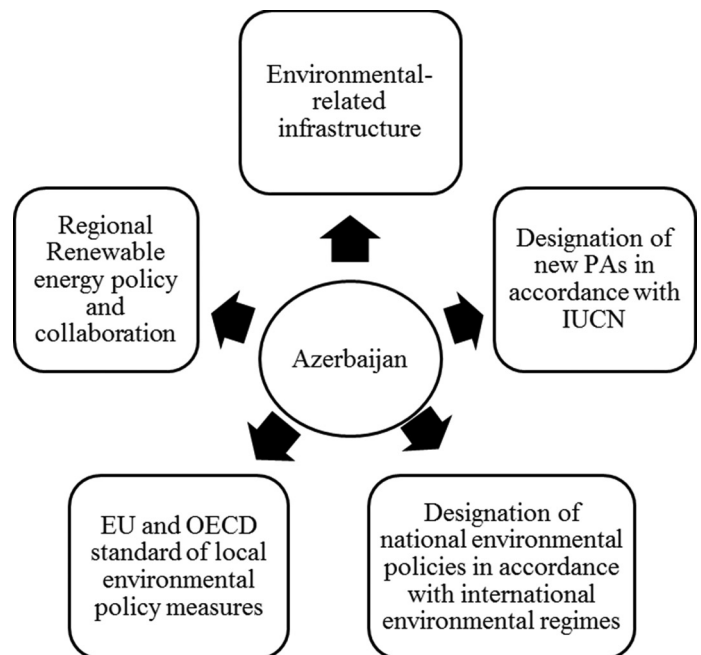 Environmental-
related
infrastructure
Regional
Renewable
energy policy
and
collaboration
Designation of
new PAs in
accordance with
IUCN
Azerbaijan
EU and OECD
standard of local
environmental
policy measures
Designation of
national environmental
policies in accordance
with international
environmental regimes